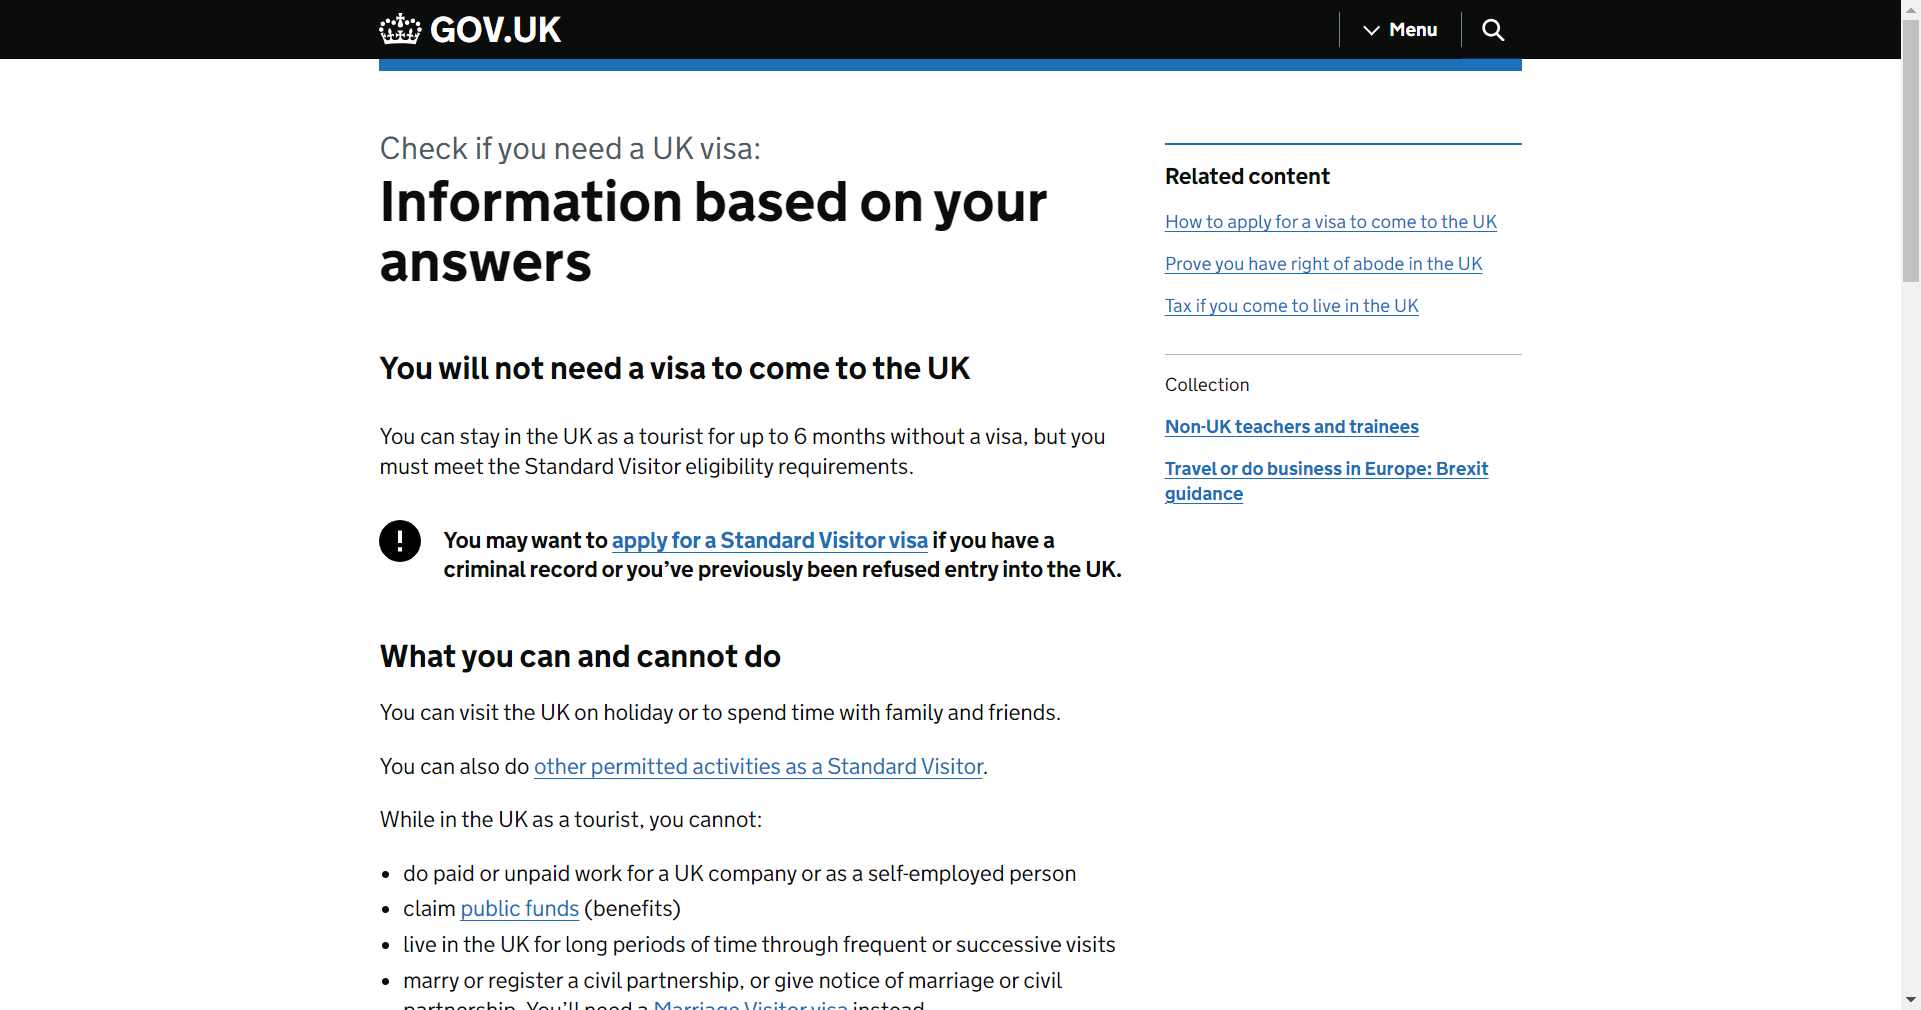 GOV.UK
Menu
Check if you need a UK visa:
Information based on your
answers
You will not need a visa to come to the UK
You can stay in the UK as a tourist for up to 6 months without a visa, but you
must meet the Standard Visitor eligibility requirements.
!
You may want to apply for a Standard Visitor visa if you have a
criminal record or you’ve previously been refused entry into the UK.
What you can and cannot do
You can visit the UK on holiday or to spend time with family and friends.
You can also do other permitted activities as a Standard Visitor.
While in the UK as a tourist, you cannot:
• do paid or unpaid work for a UK company or as a self-employed person
• claim public funds (benefits)
• live in the UK for long periods of time through frequent or successive visits
• marry or register a civil partnership, or give notice of marriage or civil
partnership. You’ll need a Marriage Visitor visa instead
Related content
How to apply for a visa to come to the UK
Prove you have right of abode in the UK
Tax if you come to live in the UK
Collection
Non-UK teachers and trainees
Travel or do business in Europe: Brexit
guidance